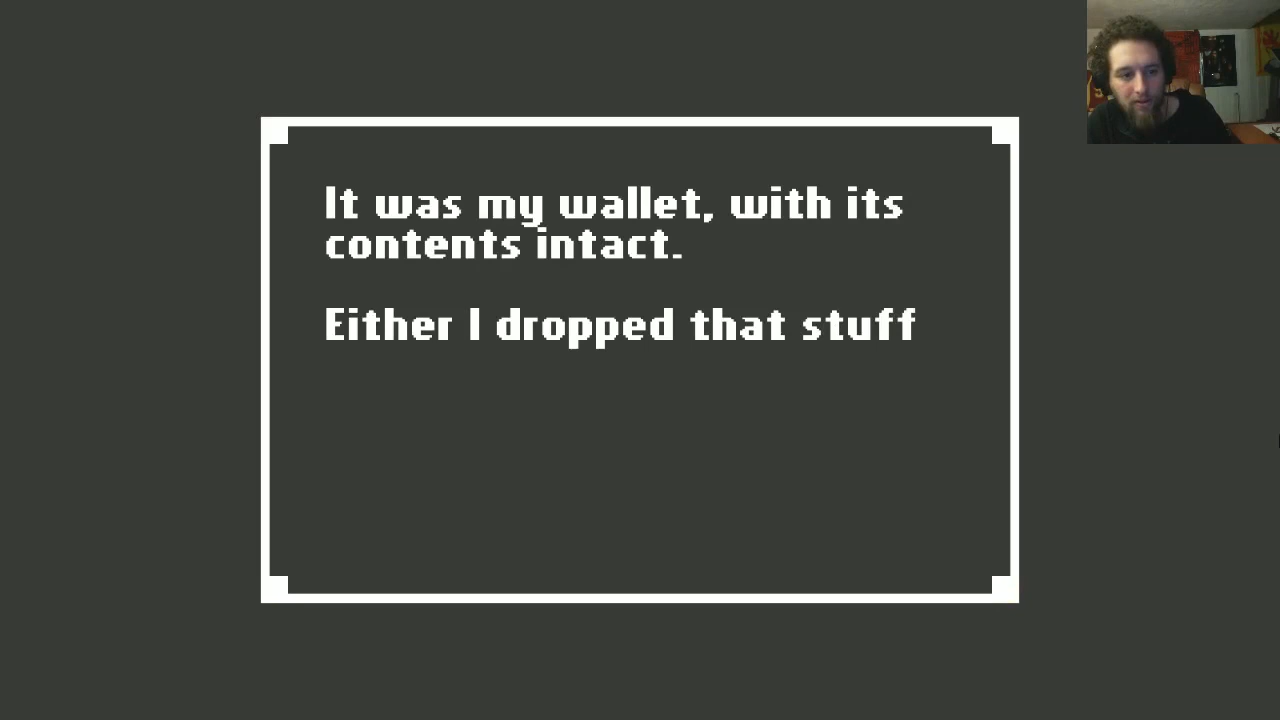 It was my wallet, with its
contents intact.
Either I dropped that stuff